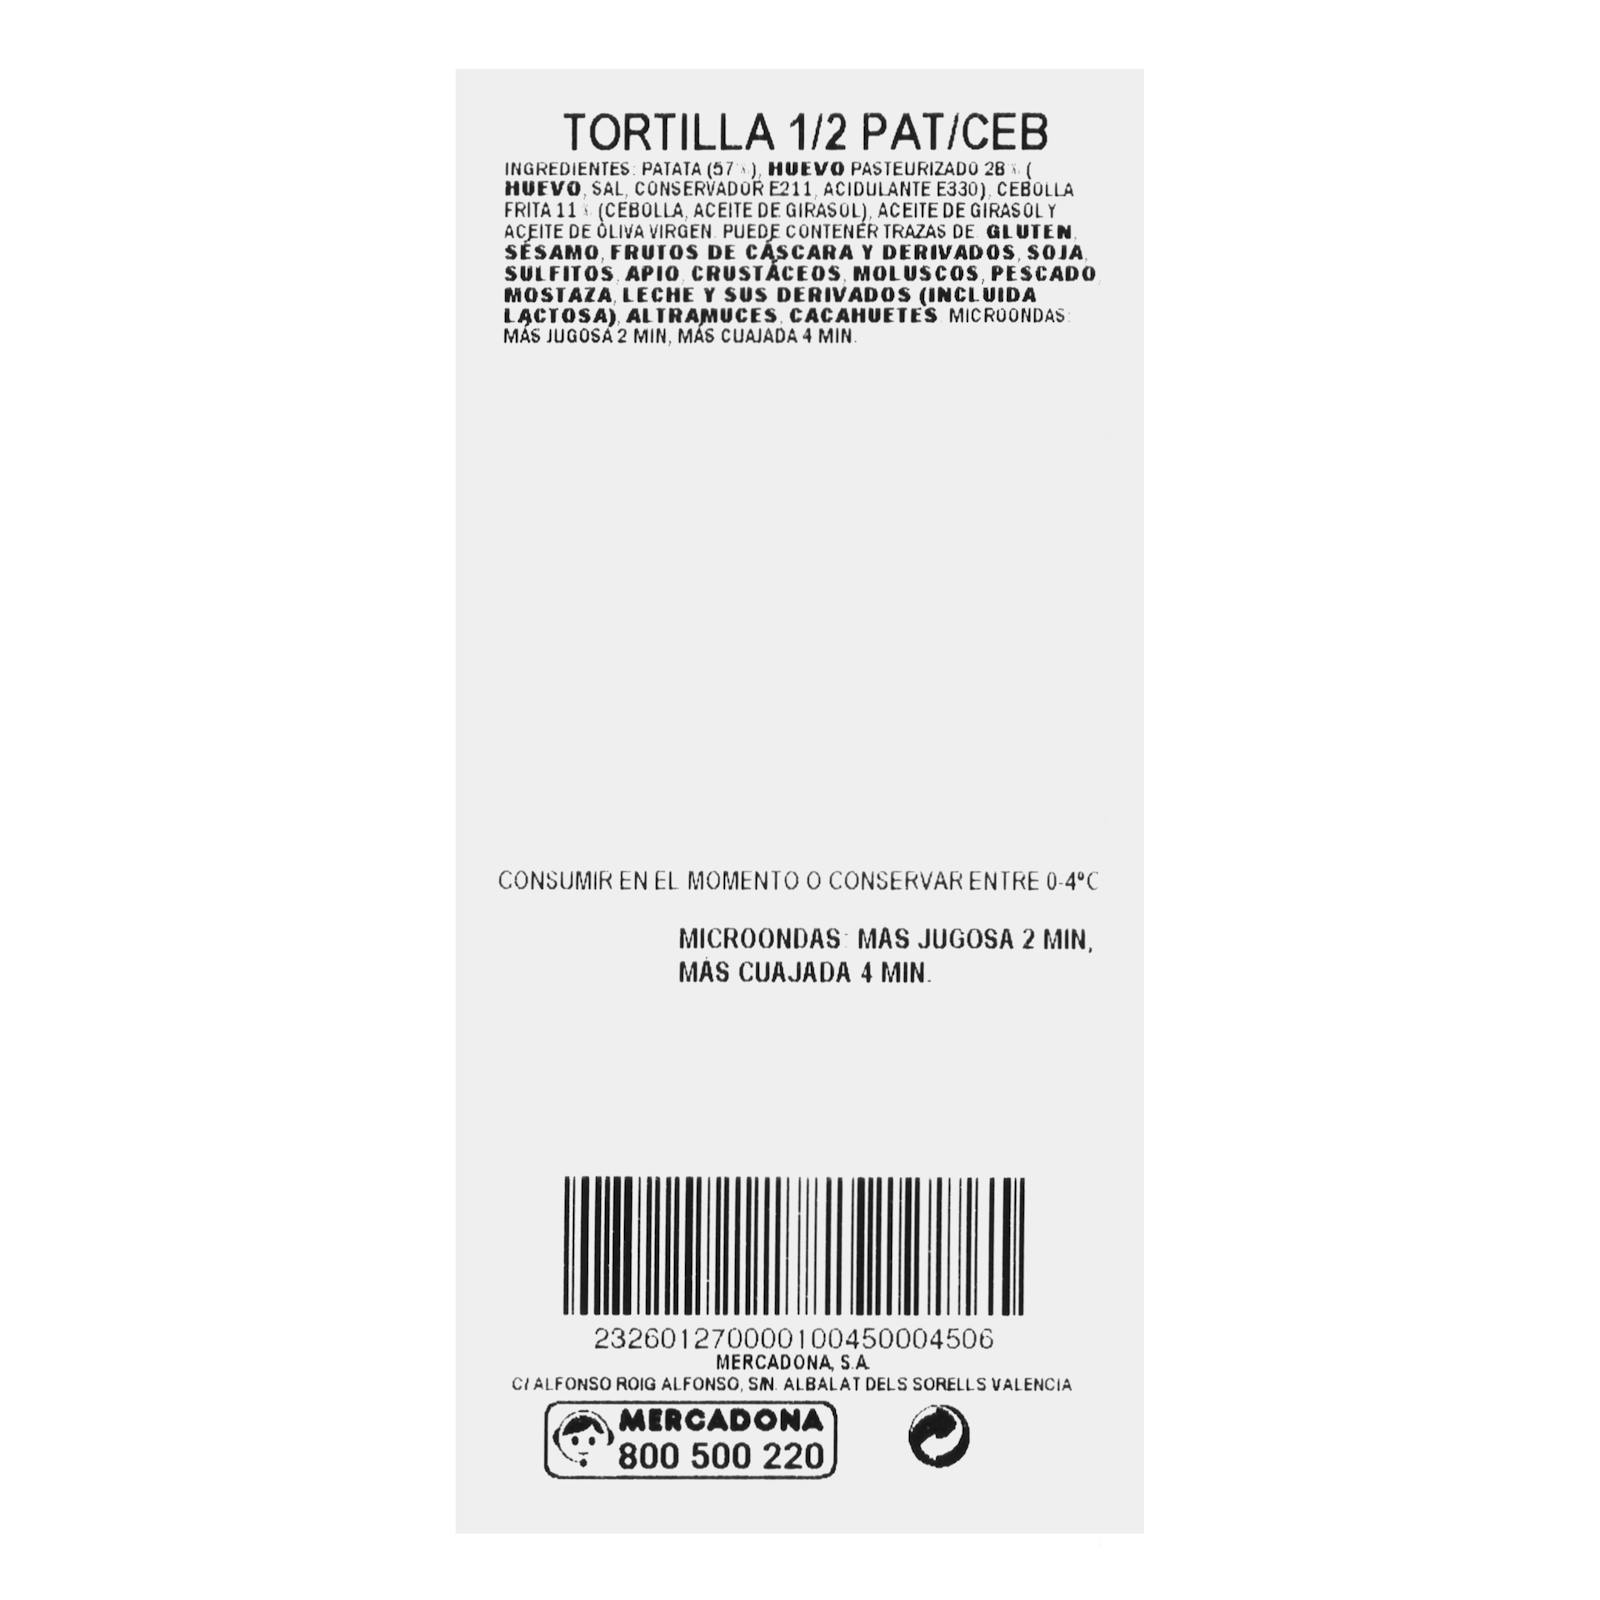 TORTILLA 1/2 PAT/CEB
INGREDIENTES: PATATA (57%), HUEVO PASTEURIZADO 28% (
HUEVO, SAL, CONSERVADOR E211, ACIDULANTE E330), CEBOLLA
FRITA 11% (CEBOLLA, ACEITE DE GIRASOL), ACEITE DE GIRASOL Y
ACEITE DE OLIVA VIRGEN. PUEDE CONTENER TRAZAS DE: GLUTEN,
SÉSAMO, FRUTOS DE CÁSCARA Y DERIVADOS, SOJA,
SULFITOS, APIO, CRUSTÁCEOS, MOLUSCOS, PESCADO,
MOSTAZA, LECHE Y SUS DERIVADOS (INCLUIDA
LACTOSA), ALTRAMUCES, CACAHUETES. MICROONDAS:
MÁS JUGOSA 2 MIN, MÁS CUAJADA 4 MIN.
CONSUMIR EN EL MOMENTO O CONSERVAR ENTRE 0-4ºC
MICROONDAS: MAS JUGOSA 2 MIN,
MÁS CUAJADA 4 MIN.
232601270000100450004506
MERCADONA, S.A.
C/ ALFONSO ROIG ALFONSO, S/N. ALBALAT DELS SORELLS VALENCIA
MERCADONA
800 500 220